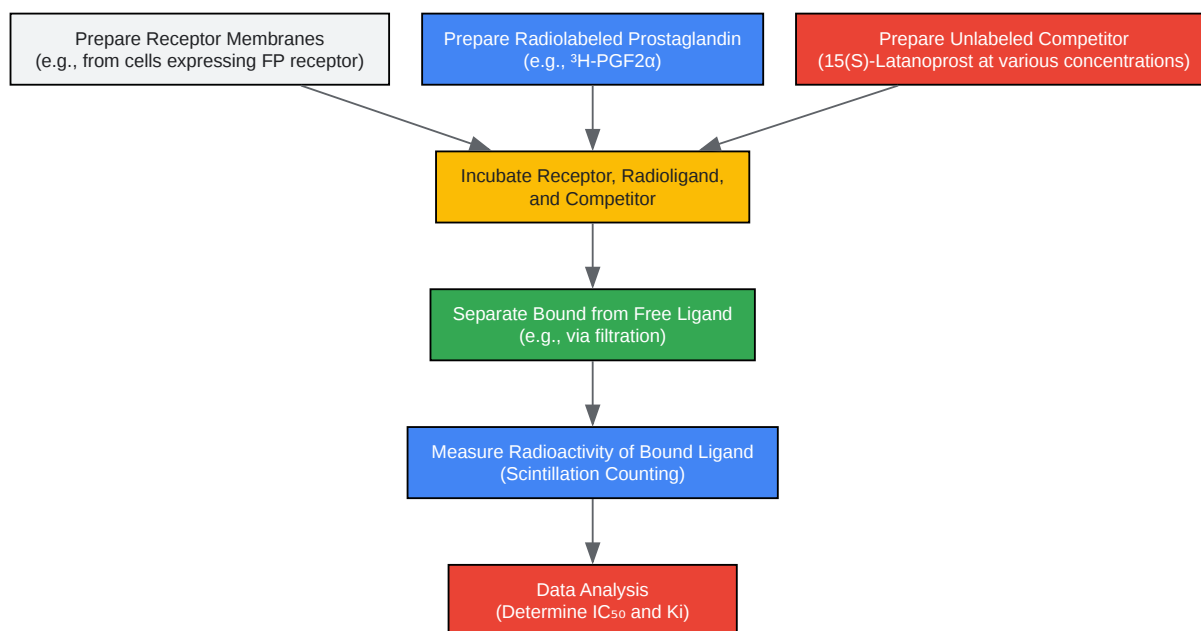 Prepare Receptor Membranes
(e.g., from cells expressing FP receptor)
Prepare Radiolabeled Prostaglandin
(e.g., ³H-PGF2α)
Prepare Unlabeled Competitor
(15(S)-Latanoprost at various concentrations)
Incubate Receptor, Radioligand,
and Competitor
Separate Bound from Free Ligand
(e.g., via filtration)
Measure Radioactivity of Bound Ligand
(Scintillation Counting)
Data Analysis
(Determine IC₅₀ and Ki)